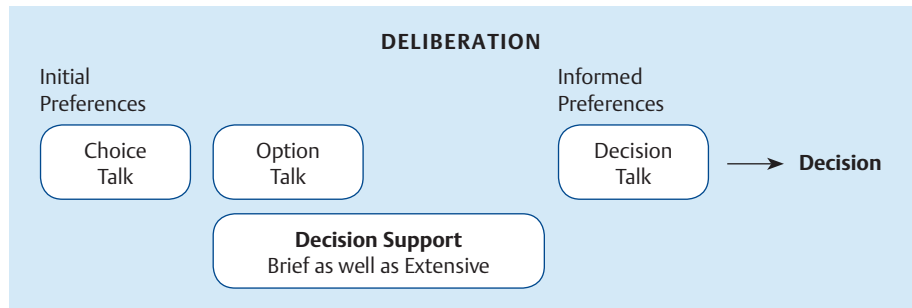 DELIBERATION
Initial
Preferences
Informed
Preferences
Choice
Talk
Option
Talk
Decision
Talk
Decision
Decision Support
Brief as well as Extensive